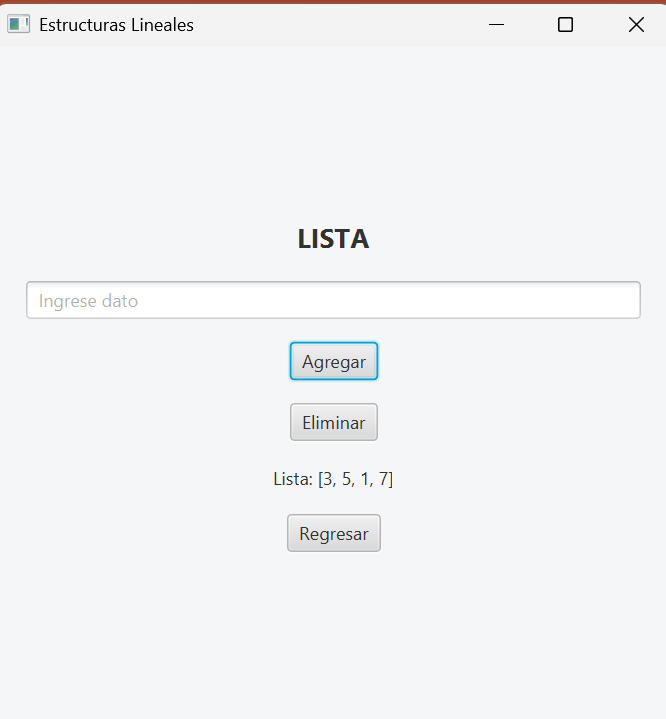 Estructuras Lineales
LISTA
Ingrese dato
Agregar
Eliminar
Lista: [3, 5, 1, 7]
Regresar